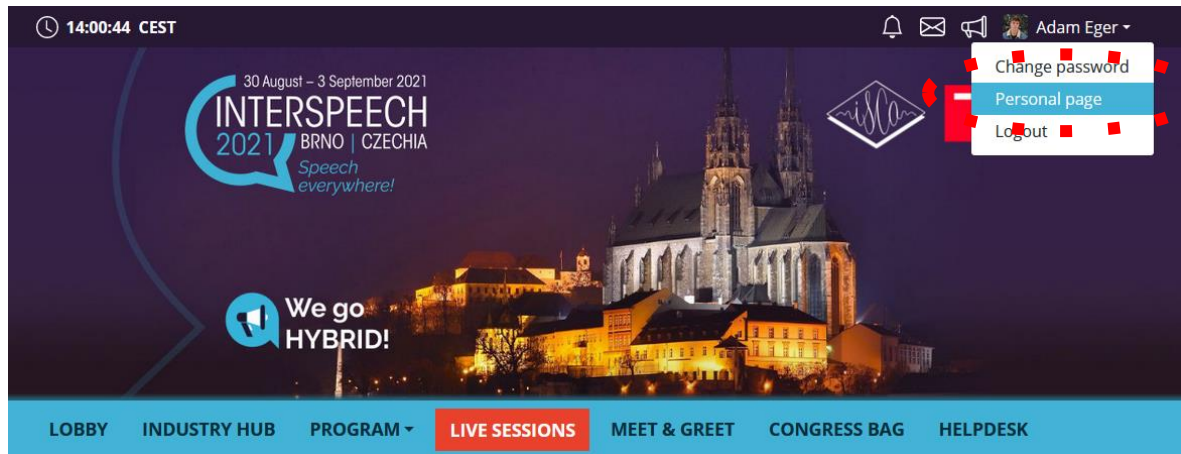 14:00:44 CEST
Adam Eger
Change password
Personal page
Logout
30 August – 3 September 2021
INTERSPEECH
2021
BRNO | CZECHIA
Speech
everywhere!
isca
We go
HYBRID!
LOBBY INDUSTRY HUB PROGRAM LIVE SESSIONS MEET & GREET CONGRESS BAG HELPDESK